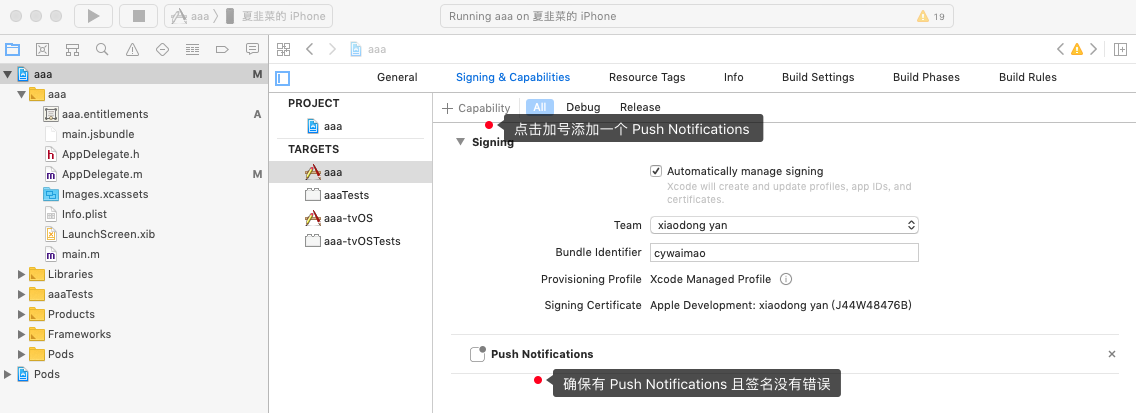 aaa 夏韭菜的 iPhone
Running aaa on 夏韭菜的 iPhone
19
aaa
M
aaa
aaa.entitlements
A
main.jsbundle
AppDelegate.h
AppDelegate.m
M
Images.xcassets
Info.plist
LaunchScreen.xib
main.m
Libraries
aaaTests
Products
Frameworks
Pods
Pods
aaa
General
Signing & Capabilities
Resource Tags
Info
Build Settings
Build Phases
Build Rules
PROJECT
aaa
TARGETS
aaa
aaaTests
aaa-tvOS
aaa-tvOSTests
+ Capability
All
Debug
Release
点击加号添加一个 Push Notifications
Signing
Automatically manage signing
Xcode will create and update profiles, app IDs, and
certificates.
Team
xiaodong yan
Bundle Identifier
cywaimao
Provisioning Profile
Xcode Managed Profile
Signing Certificate
Apple Development: xiaodong yan (J44W48476B)
Push Notifications
确保有 Push Notifications 且签名没有错误